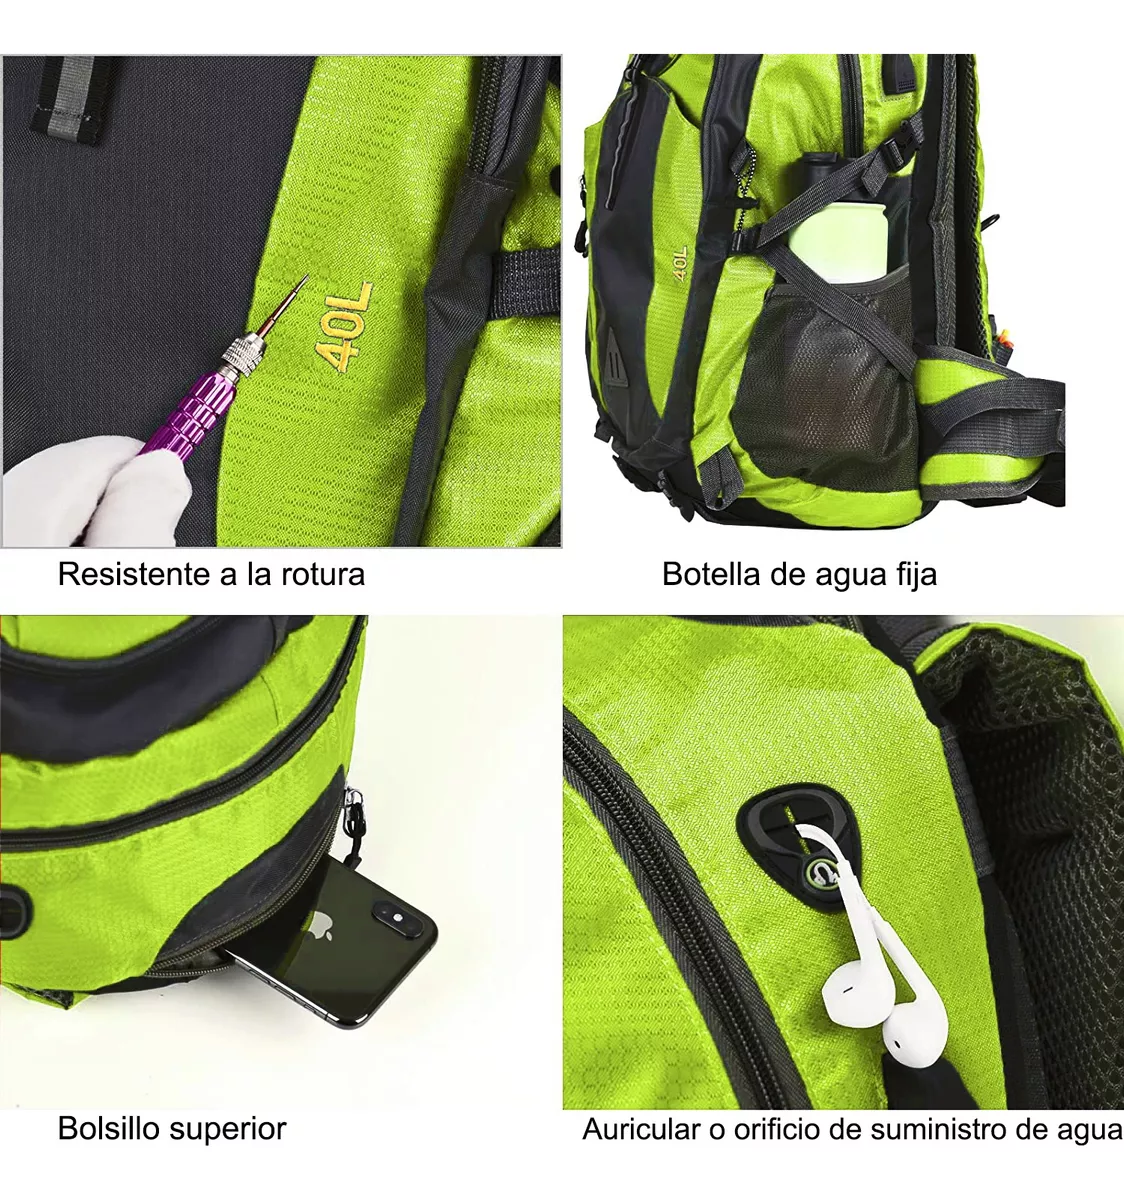 40L
40L
Resistente a la rotura
Botella de agua fija
Bolsillo superior
Auricular o orificio de suministro de agua